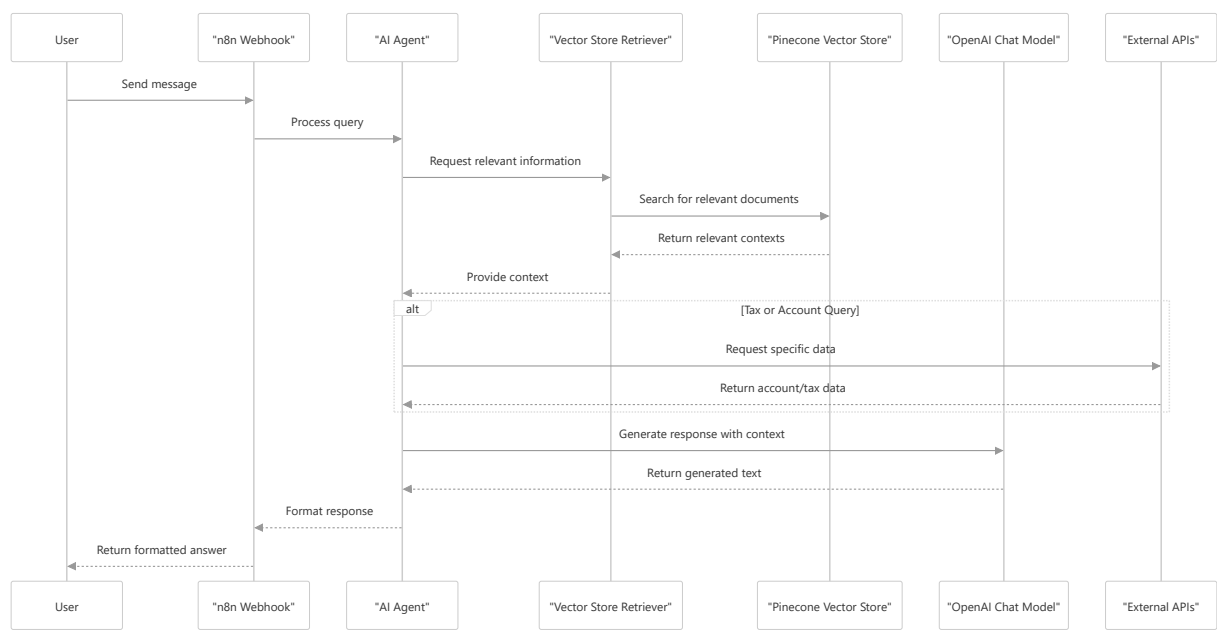 User
"n8n Webhook"
"AI Agent"
"Vector Store Retriever"
"Pinecone Vector Store"
"OpenAI Chat Model"
"External APIs"
Send message
Process query
Request relevant information
Search for relevant documents
Return relevant contexts
Provide context
alt
[Tax or Account Query]
Request specific data
Return account/tax data
Generate response with context
Return generated text
Format response
Return formatted answer
User
"n8n Webhook"
"AI Agent"
"Vector Store Retriever"
"Pinecone Vector Store"
"OpenAI Chat Model"
"External APIs"